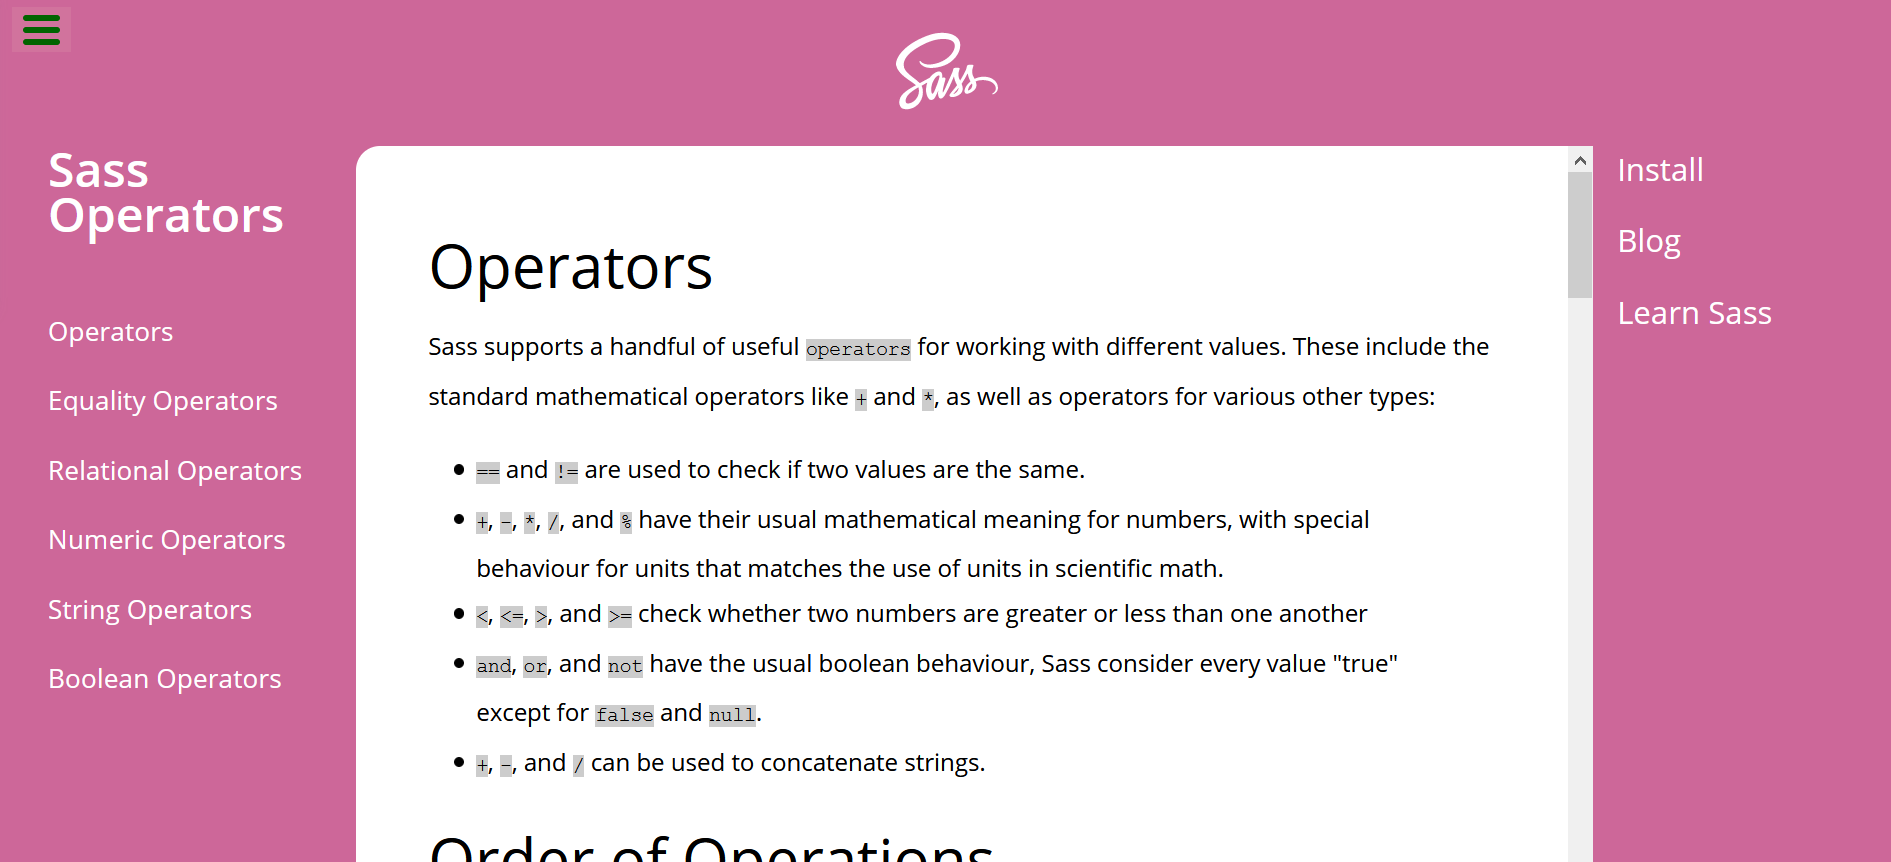 Sass
Sass
Operators
Operators
Equality Operators
Relational Operators
Numeric Operators
String Operators
Boolean Operators
Operators
Sass supports a handful of useful operators for working with different values. These include the
standard mathematical operators like + and *, as well as operators for various other types:
== and != are used to check if two values are the same.
+, -, *, /, and % have their usual mathematical meaning for numbers, with special
behaviour for units that matches the use of units in scientific math.
<, <=, >, and >= check whether two numbers are greater or less than one another
and, or, and not have the usual boolean behaviour, Sass consider every value "true"
except for false and null.
+, -, and / can be used to concatenate strings.
Order of Operations
Install
Blog
Learn Sass